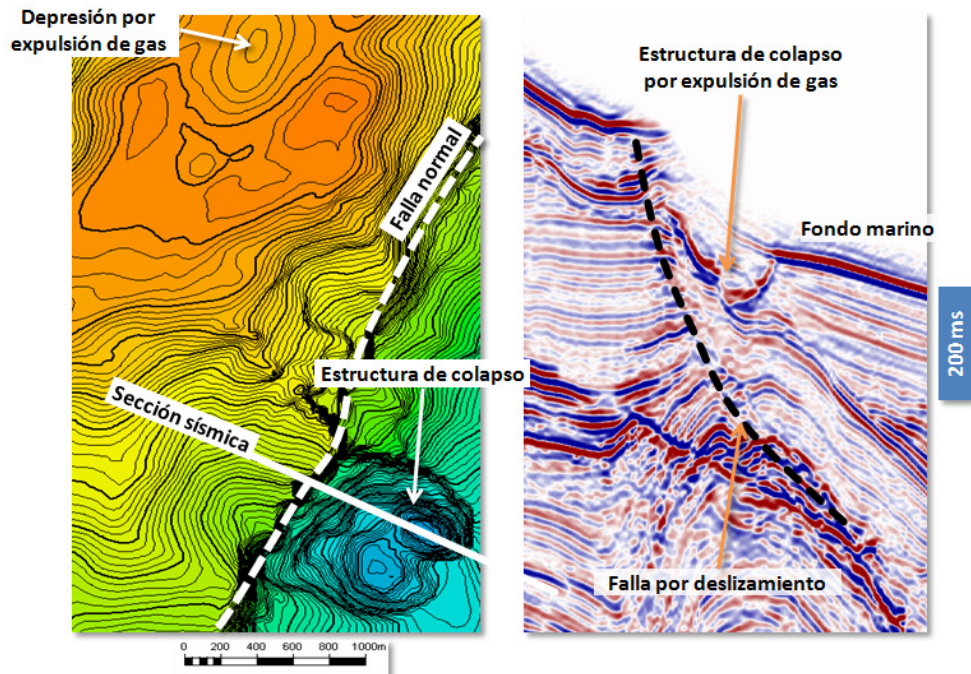 Depresión por
expulsión de gas
Falla normal
Estructura de colapso
Sección sísmica
0 200 400 600 800 1000m
Estructura de colapso
por expulsión de gas
Fondo marino
200 ms
Falla por deslizamiento